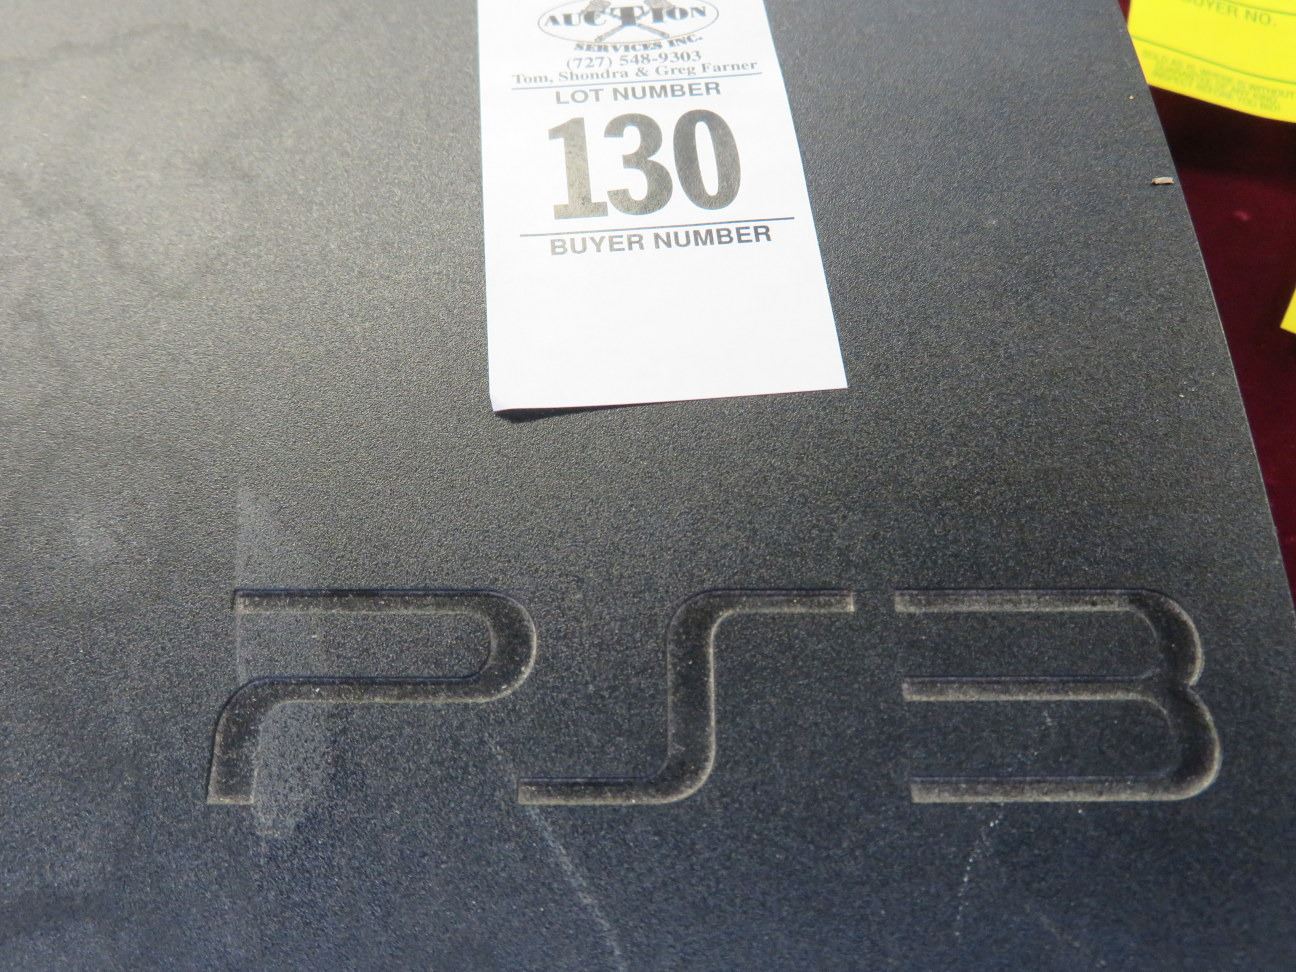 AUCTION
SERVICES INC.
(727) 548-9303
Tom, Shondra & Greg Farner
LOT NUMBER
130
BUYER NUMBER
BUYER NO.
PS3